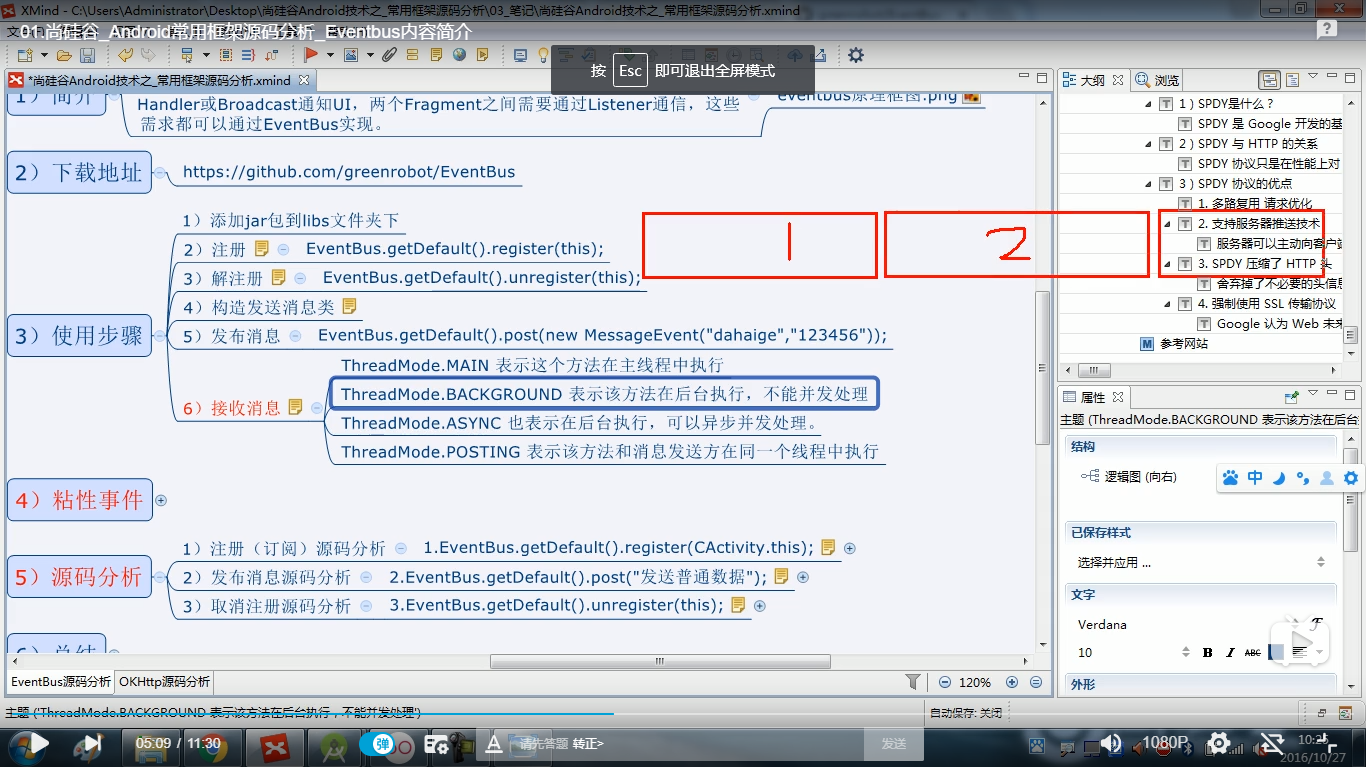 XMind - C:\Users\Administrator\Desktop\尚硅谷Android技术之_常用框架源码分析\03_笔记\尚硅谷Android技术之_常用框架源码分析.xmind
01.尚硅谷_Android常用框架源码分析_Eventbus内容简介
按 Esc 即可退出全屏模式
*尚硅谷Android技术之_常用框架源码分析.xmind
1）简介
Handler或Broadcast通知UI，两个Fragment之间需要通过Listener通信，这些
需求都可以通过EventBus实现。
eventbus原理框图.png
2）下载地址
https://github.com/greenrobot/EventBus
3）使用步骤
1）添加jar包到libs文件夹下
2）注册 EventBus.getDefault().register(this);
3）解注册 EventBus.getDefault().unregister(this);
4）构造发送消息类
5）发布消息 EventBus.getDefault().post(new MessageEvent("dahaige","123456"));
6）接收消息
ThreadMode.MAIN 表示这个方法在主线程中执行
ThreadMode.BACKGROUND 表示该方法在后台执行，不能并发处理
ThreadMode.ASYNC 也表示在后台执行，可以异步并发处理。
ThreadMode.POSTING 表示该方法和消息发送方在同一个线程中执行
1
2
4）粘性事件
5）源码分析
1）注册（订阅）源码分析 1.EventBus.getDefault().register(CActivity.this);
2）发布消息源码分析 2.EventBus.getDefault().post("发送普通数据");
3）取消注册源码分析 3.EventBus.getDefault().unregister(this);
6）总结
EventBus源码分析
OKHttp源码分析
120%
大纲
浏览
1）SPDY是什么？
SPDY 是 Google 开发的基
2）SPDY 与 HTTP 的关系
SPDY 协议只是在性能上对
3）SPDY 协议的优点
1. 多路复用 请求优化
2. 支持服务器推送技术
服务器可以主动向客户端
3. SPDY 压缩了 HTTP 头
舍弃掉了不必要的头信息
4. 强制使用 SSL 传输协议
Google 认为 Web 未来
参考网站
属性
主题 (ThreadMode.BACKGROUND 表示该方法在后台执
结构
逻辑图 (向右)
中
已保存样式
选择并应用 ...
文字
Verdana
10
B I ABC
外形
主题 ('ThreadMode.BACKGROUND 表示该方法在后台执行，不能并发处理')
自动保存: 关闭
05:09 / 11:30
弹
请先答题 转正>
发送
1080P
2016/10/27